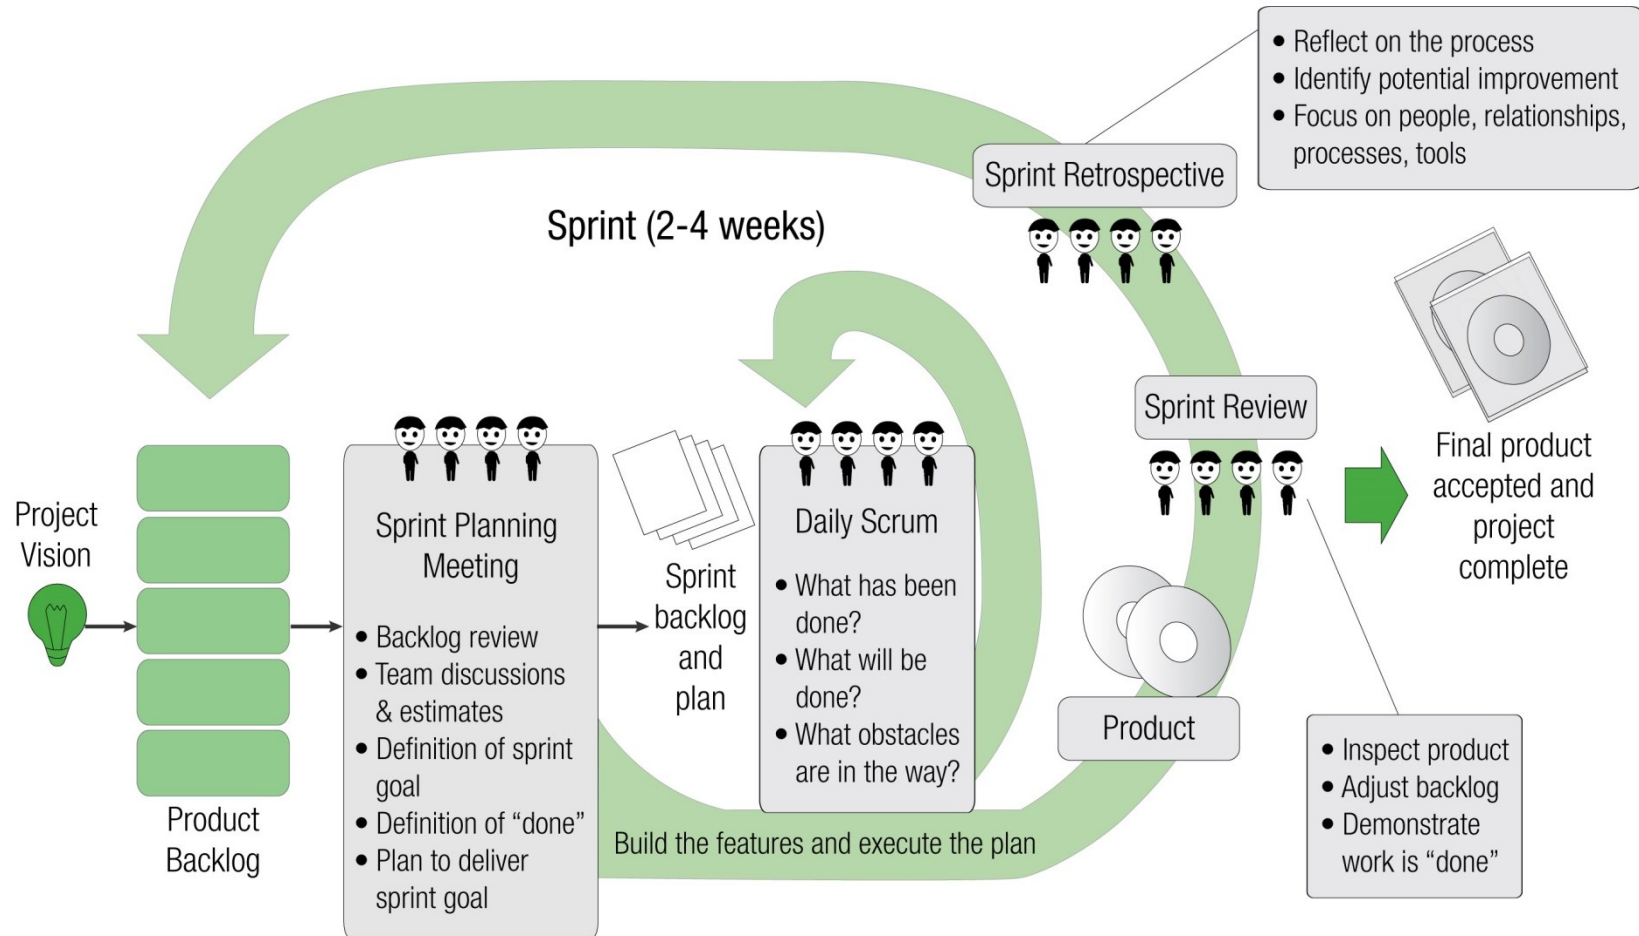 Project
Vision
Product
Backlog
Sprint Planning
Meeting
• Backlog review
• Team discussions
& estimates
• Definition of sprint
goal
• Definition of “done”
• Plan to deliver
sprint goal
Sprint
backlog
and
plan
Sprint (2-4 weeks)
Daily Scrum
• What has been
done?
• What will be
done?
• What obstacles
are in the way?
Build the features and execute the plan
Product
Sprint Review
• Inspect product
• Adjust backlog
• Demonstrate
work is “done”
Sprint Retrospective
• Reflect on the process
• Identify potential improvement
• Focus on people, relationships,
processes, tools
Final product
accepted and
project
complete